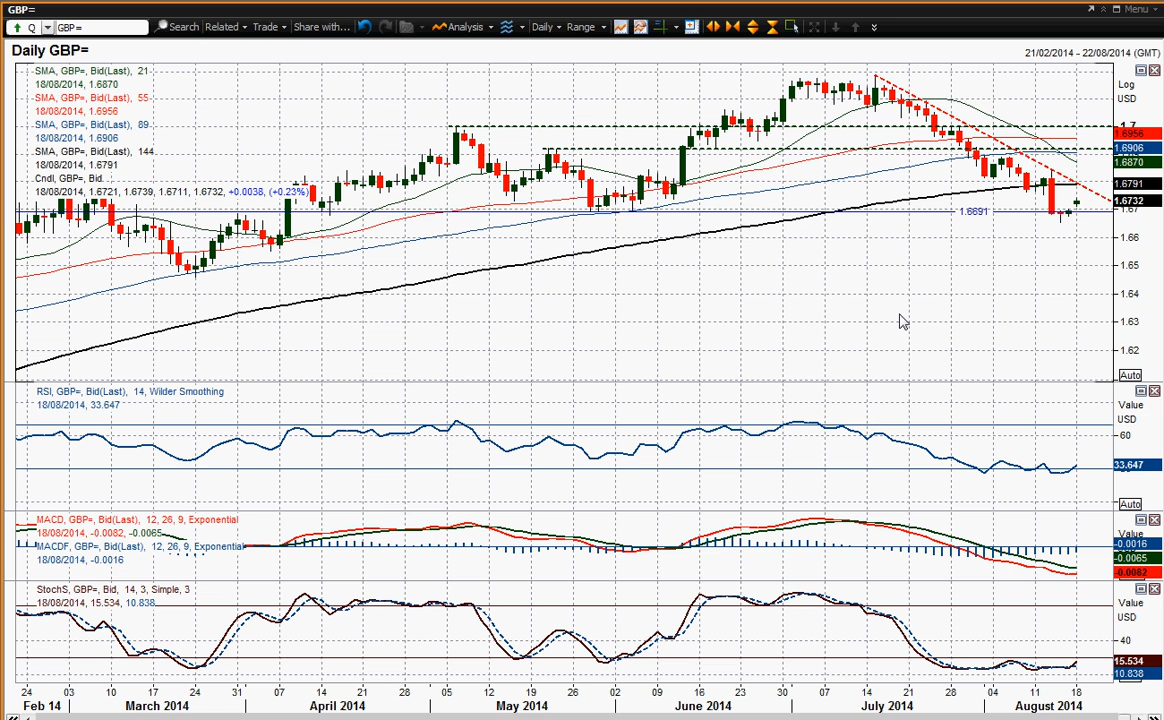 GBP=
Menu
Q GBP= Search Related Trade Share with... Analysis Daily Range
Daily GBP=
21/02/2014 - 22/08/2014 (GMT)
SMA, GBP=, Bid(Last), 21
18/08/2014, 1.6870
SMA, GBP=, Bid(Last), 55
18/08/2014, 1.6956
SMA, GBP=, Bid(Last), 89
18/08/2014, 1.6906
SMA, GBP=, Bid(Last), 144
18/08/2014, 1.6791
Cndl, GBP=, Bid
18/08/2014, 1.6721, 1.6739, 1.6711, 1.6732, +0.0038, (+0.23%)
Log
USD
1.7
1.6956
1.6906
1.6870
1.6791
1.6732
1.67
1.6691
1.66
1.65
1.64
1.63
1.62
Auto
RSI, GBP=, Bid(Last), 14, Wilder Smoothing
18/08/2014, 33.647
Value
USD
60
33.647
Auto
MACD, GBP=, Bid(Last), 12, 26, 9, Exponential
18/08/2014, -0.0082, -0.0065
MACDF, GBP=, Bid(Last), 12, 26, 9, Exponential
18/08/2014, -0.0016
Value
-0.0016
-0.0065
-0.0082
StochS, GBP=, Bid, 14, 3, Simple, 3
18/08/2014, 15.534, 10.838
Value
USD
40
15.534
10.838
24 03 10 17 24 31 07 14 21 28 05 12 19 26 02 09 16 23 30 07 14 21 28 04 11 18
Feb 14 March 2014 April 2014 May 2014 June 2014 July 2014 August 2014